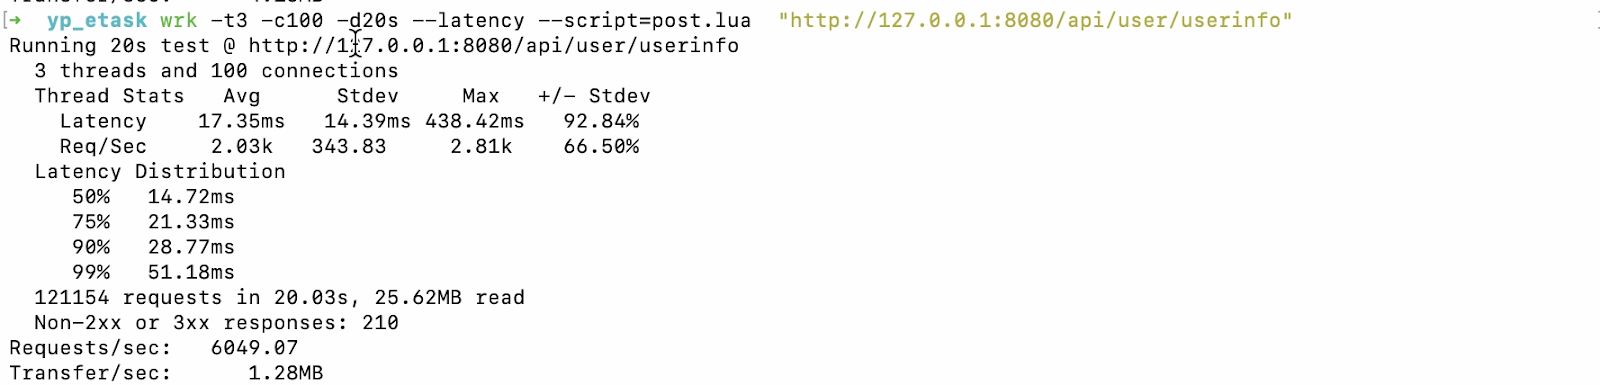 [➜  yp_etask wrk -t3 -c100 -d20s --latency --script=post.lua  "http://127.0.0.1:8080/api/user/userinfo"
Running 20s test @ http://127.0.0.1:8080/api/user/userinfo
  3 threads and 100 connections
  Thread Stats   Avg      Stdev     Max   +/- Stdev
    Latency    17.35ms   14.39ms 438.42ms   92.84%
    Req/Sec     2.03k   343.83     2.81k    66.50%
  Latency Distribution
     50%   14.72ms
     75%   21.33ms
     90%   28.77ms
     99%   51.18ms
  121154 requests in 20.03s, 25.62MB read
  Non-2xx or 3xx responses: 210
Requests/sec:   6049.07
Transfer/sec:      1.28MB